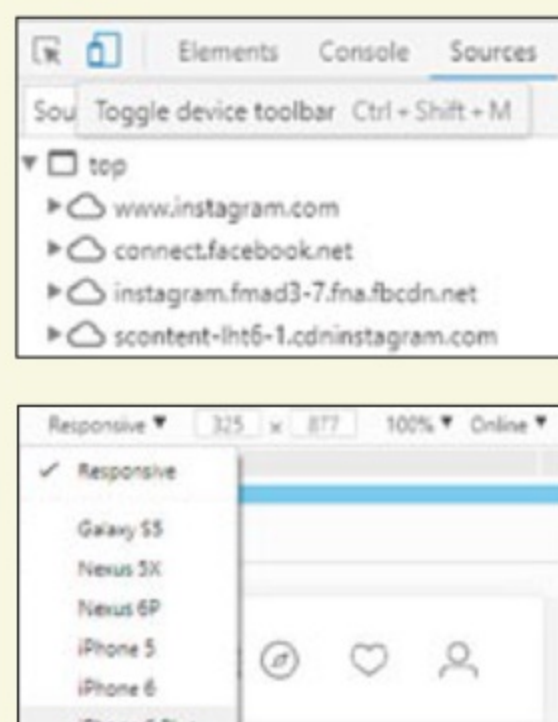 Elements Console Sources
Sou Toggle device toolbar Ctrl + Shift + M
top
www.instagram.com
connect.facebook.net
instagram.fmad3-7.fna.fbcdn.net
scontent-lht6-1.cdninstagram.com
Responsive 325 x 877 100% Online
Responsive
Galaxy S5
Nexus 5X
Nexus 6P
iPhone 5
iPhone 6